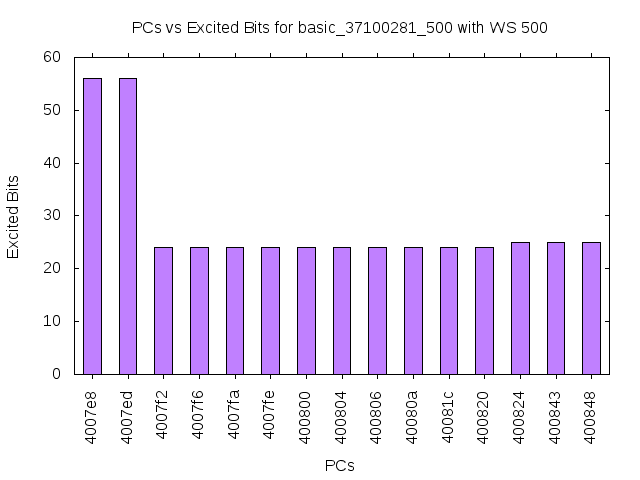 PCs vs Excited Bits for basic_37100281_500 with WS 500
60
50
40
30
20
10
0
Excited Bits
4007e8
4007ed
4007f2
4007f6
4007fa
4007fe
400800
400804
400806
40080a
40081c
400820
400824
400843
400848
PCs